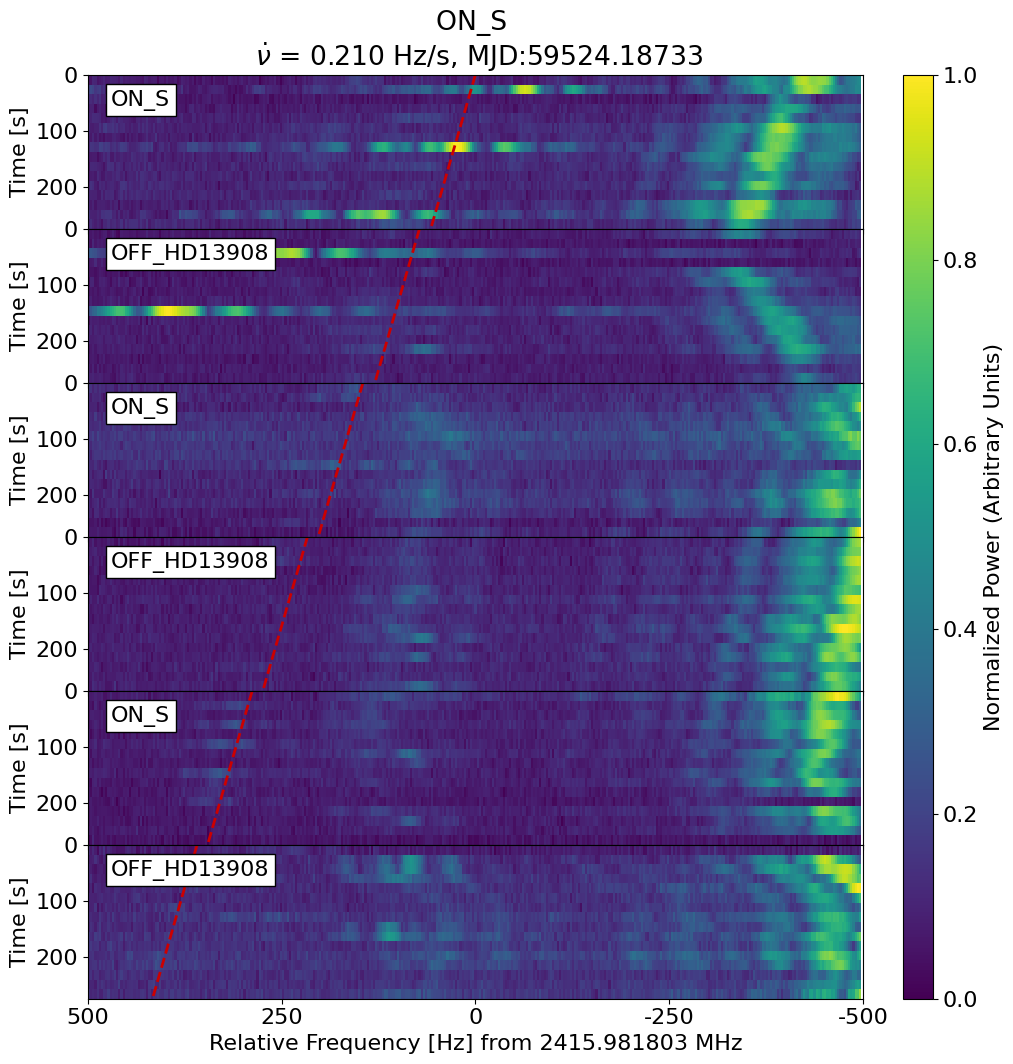 ON_S
ν̇ = 0.210 Hz/s, MJD:59524.18733
0
ON_S
100
200
Time [s]
0
OFF_HD13908
100
200
Time [s]
0
ON_S
100
200
Time [s]
0
OFF_HD13908
100
200
Time [s]
0
ON_S
100
200
Time [s]
0
OFF_HD13908
100
200
Time [s]
500
250
0
-250
-500
Relative Frequency [Hz] from 2415.981803 MHz
1.0
0.8
0.6
0.4
0.2
0.0
Normalized Power (Arbitrary Units)